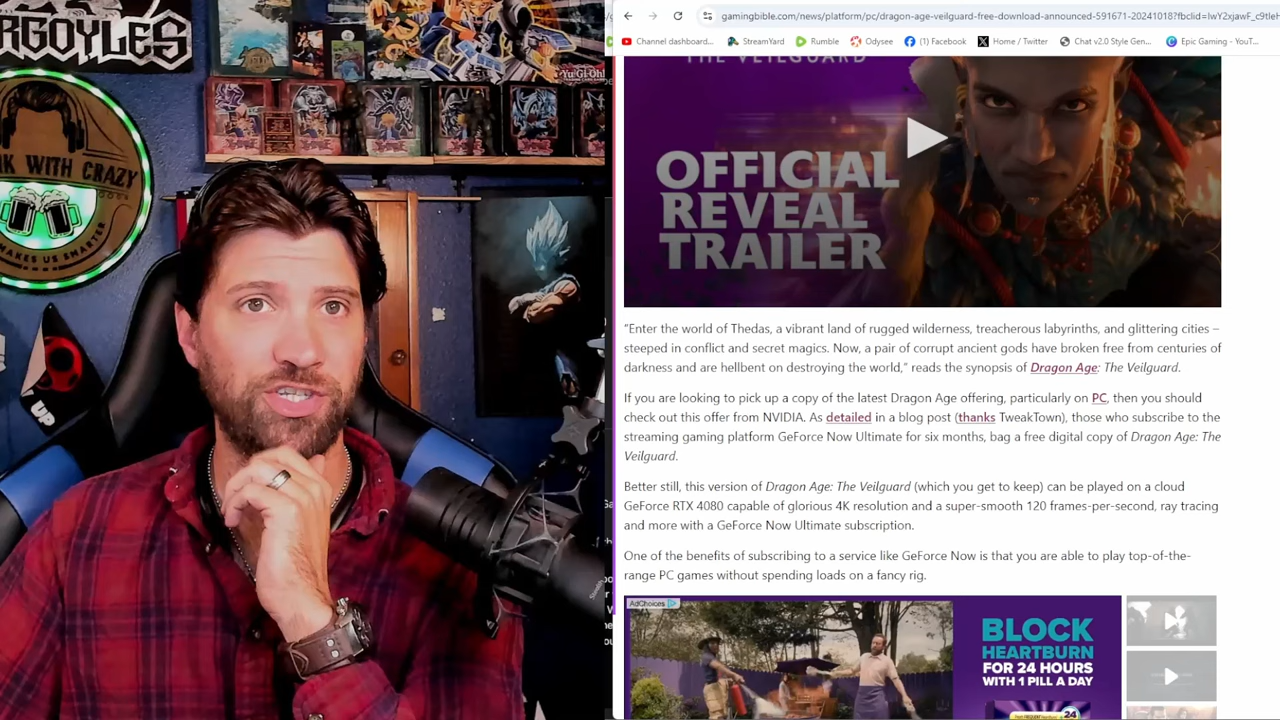 RGOYLES
Yu-Gi-Oh!
K WITH CRAZY
MAKES US SMARTER
UP
gamingbible.com/news/platform/pc/dragon-age-veilguard-free-download-announced-591671-20241018?fbclid=IwY2xjawF_c9tleI
Channel dashboard... StreamYard Rumble Odysee (1) Facebook Home / Twitter Chat v2.0 Style Gen... Epic Gaming - YouT...
THE VEILGUARD
OFFICIAL
REVEAL
TRAILER
“Enter the world of Thedas, a vibrant land of rugged wilderness, treacherous labyrinths, and glittering cities –
steeped in conflict and secret magics. Now, a pair of corrupt ancient gods have broken free from centuries of
darkness and are hellbent on destroying the world,” reads the synopsis of Dragon Age: The Veilguard.
If you are looking to pick up a copy of the latest Dragon Age offering, particularly on PC, then you should
check out this offer from NVIDIA. As detailed in a blog post (thanks TweakTown), those who subscribe to the
streaming gaming platform GeForce Now Ultimate for six months, bag a free digital copy of Dragon Age: The
Veilguard.
Better still, this version of Dragon Age: The Veilguard (which you get to keep) can be played on a cloud
GeForce RTX 4080 capable of glorious 4K resolution and a super-smooth 120 frames-per-second, ray tracing
and more with a GeForce Now Ultimate subscription.
One of the benefits of subscribing to a service like GeForce Now is that you are able to play top-of-the-
range PC games without spending loads on a fancy rig.
AdChoices
BLOCK
HEARTBURN
FOR 24 HOURS
WITH 1 PILL A DAY
24